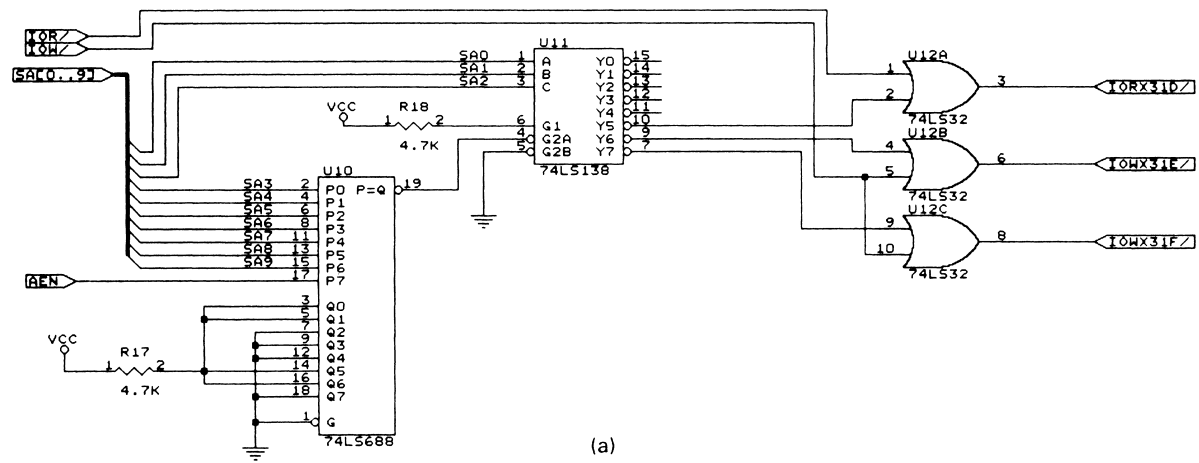 IOR/
IOW/
SA[0..9]
AEN
VCC
R17
1 2
4.7K
VCC
R18
1 2
4.7K
U10
SA3 2 P0 P=Q 19
SA4 4 P1
SA5 6 P2
SA6 8 P3
SA7 11 P4
SA8 13 P5
SA9 15 P6
17 P7
3 Q0
5 Q1
7 Q2
9 Q3
12 Q4
14 Q5
16 Q6
18 Q7
1 G
74LS688
U11
SA0 1 A Y0 15
SA1 2 B Y1 14
SA2 3 C Y2 13
Y3 12
Y4 11
6 G1 Y5 10
4 G2A Y6 9
5 G2B Y7 7
74LS138
U12A
1
2
3
74LS32
IORX31D/
U12B
4
5
6
74LS32
IOWX31E/
U12C
9
10
8
74LS32
IOWX31F/
(a)